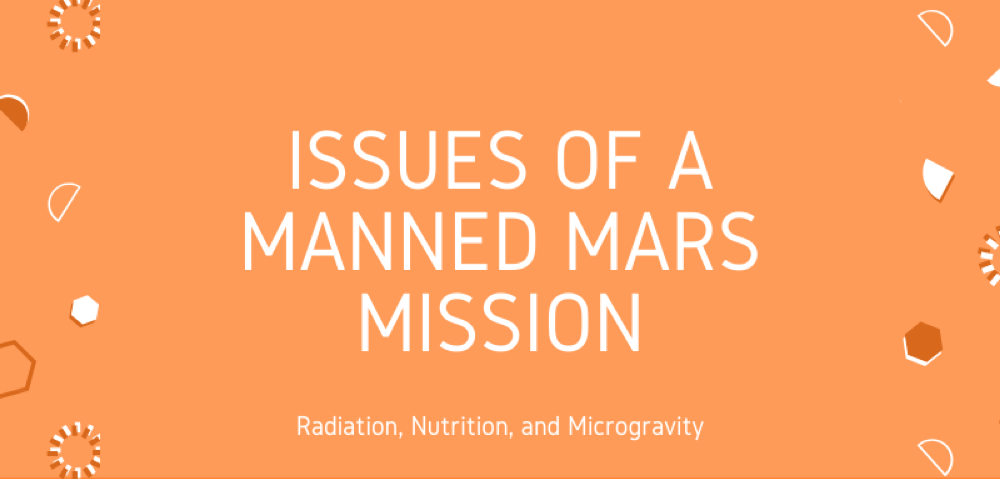 ISSUES OF A
MANNED MARS
MISSION
Radiation, Nutrition, and Microgravity